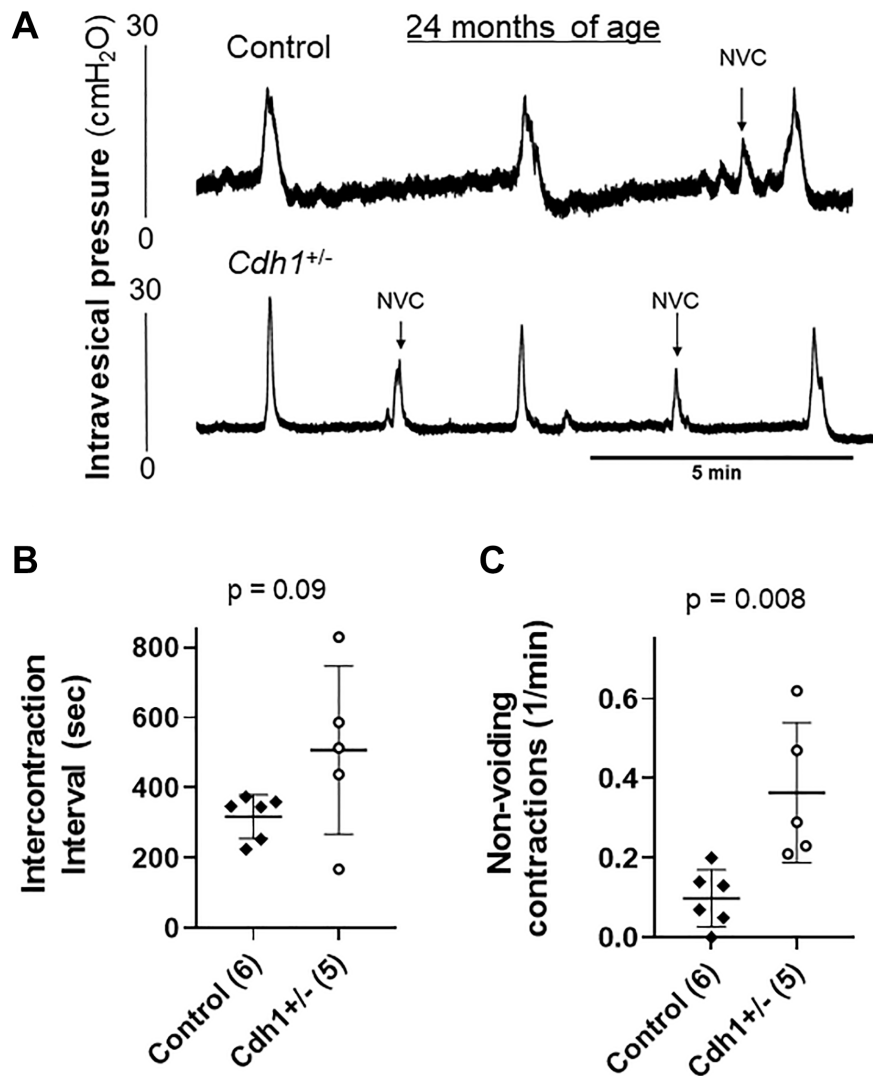 A
24 months of age
Intravesical pressure (cmH₂O)
30
Control
NVC
0
Cdh1+/-
30
NVC
NVC
0
5 min
B
p = 0.09
Intercontraction
Interval (sec)
800
600
400
200
0
Control (6)
Cdh1+/- (5)
C
p = 0.008
Non-voiding
contractions (1/min)
0.6
0.4
0.2
0.0
Control (6)
Cdh1+/- (5)